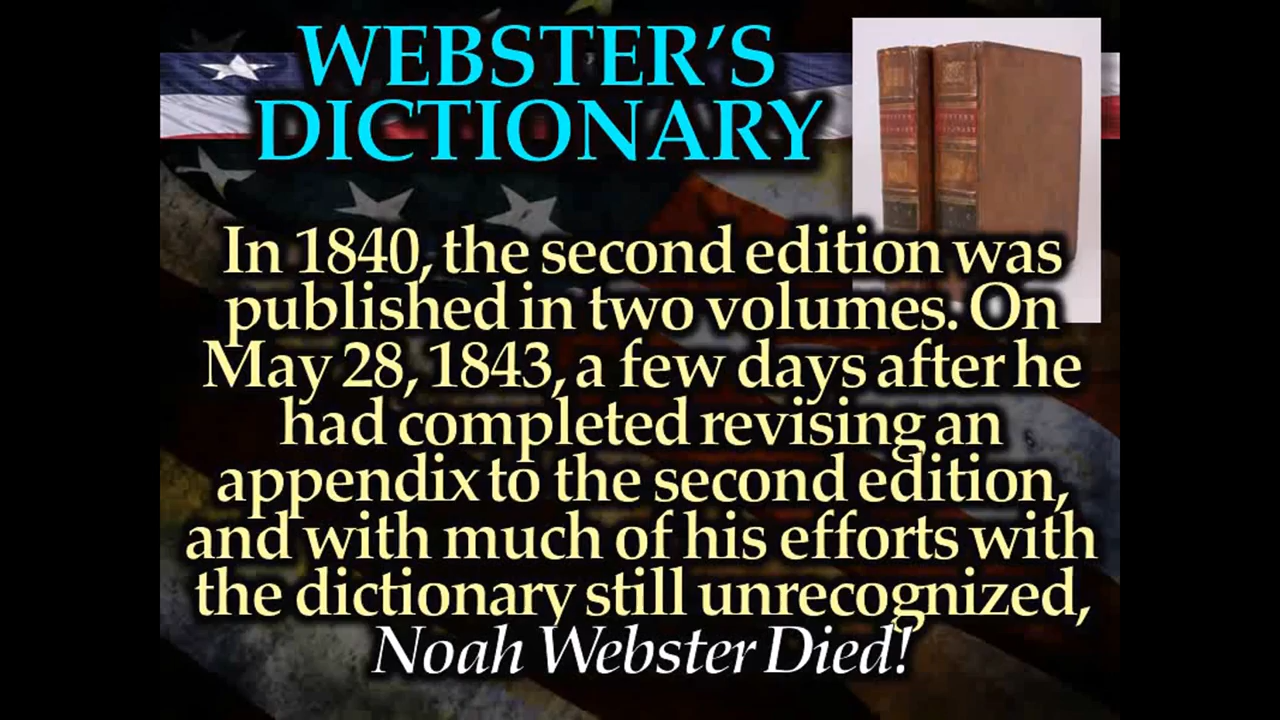 WEBSTER'S
DICTIONARY
In 1840, the second edition was
published in two volumes. On
May 28, 1843, a few days after he
had completed revising an
appendix to the second edition,
and with much of his efforts with
the dictionary still unrecognized,
Noah Webster Died!